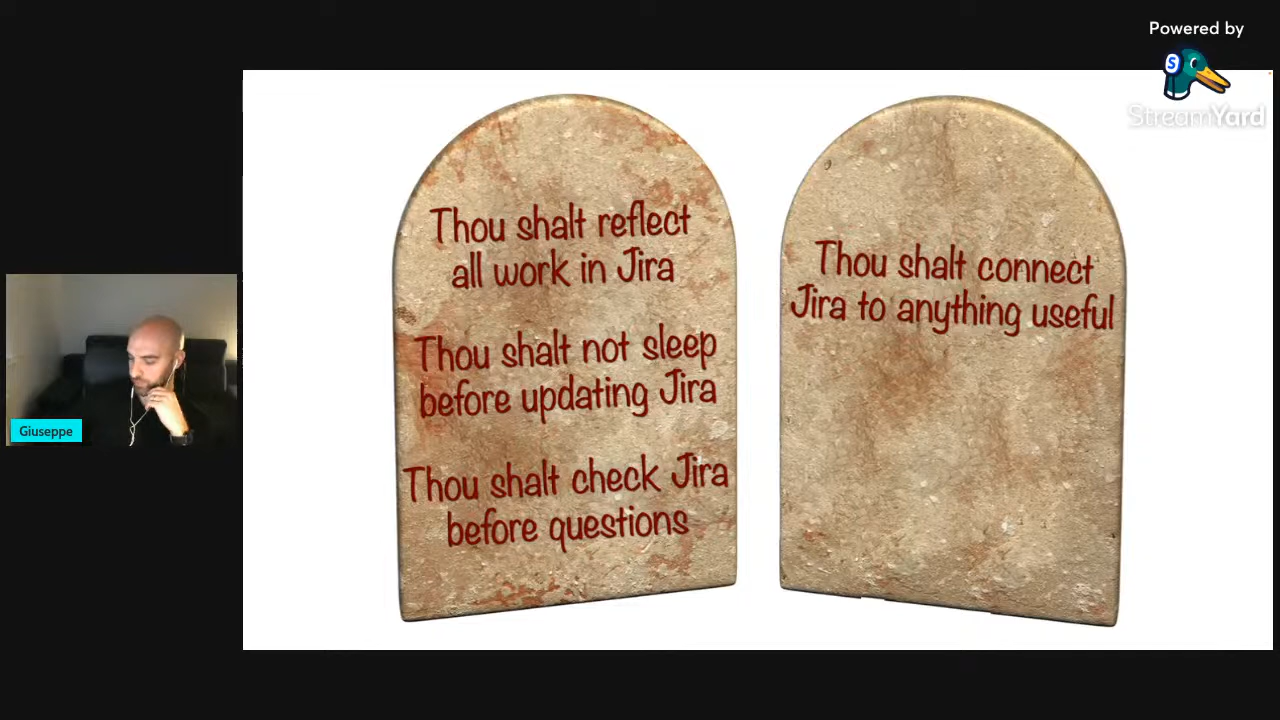 Powered by
S
StreamYard
Thou shalt reflect
all work in Jira
Thou shalt not sleep
before updating Jira
Thou shalt check Jira
before questions
Thou shalt connect
Jira to anything useful
Giuseppe